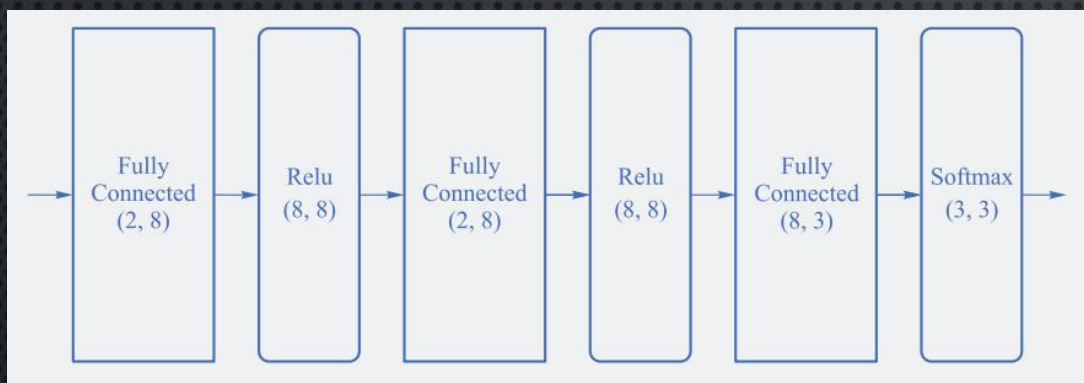 Fully
Connected
(2, 8)
Relu
(8, 8)
Fully
Connected
(2, 8)
Relu
(8, 8)
Fully
Connected
(8, 3)
Softmax
(3, 3)